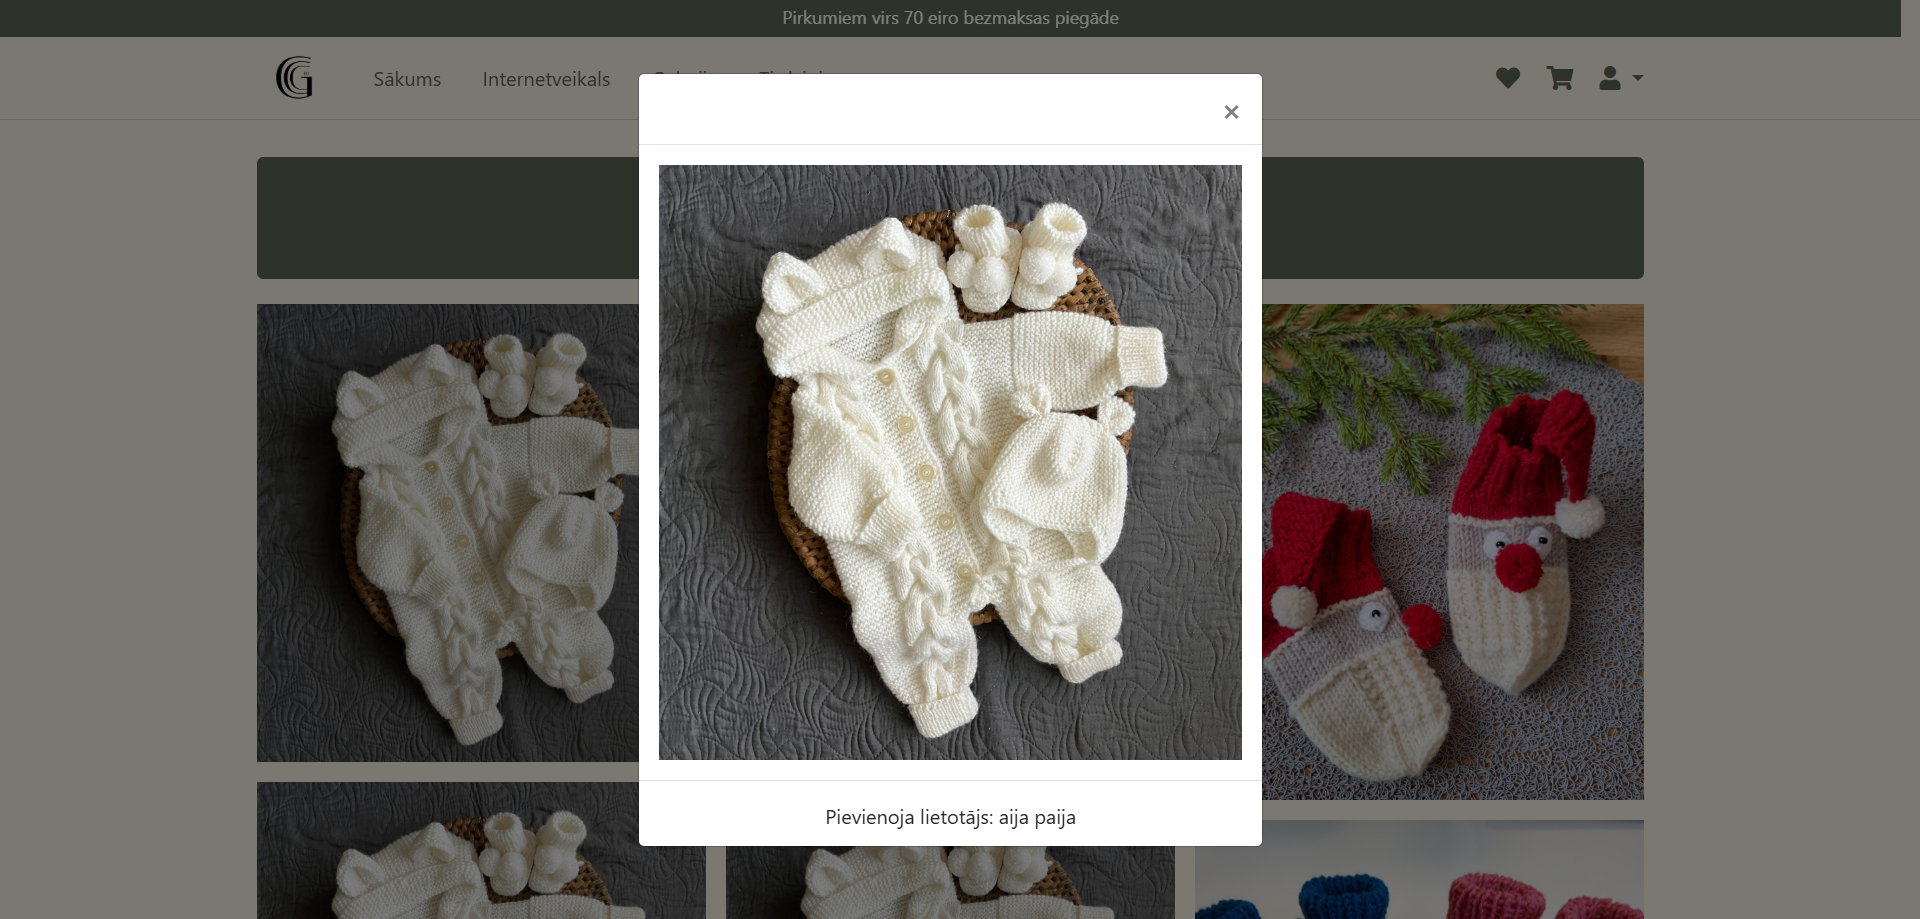 Pirkumiem virs 70 eiro bezmaksas piegāde
Sākums Internetveikals
×
Pievienoja lietotājs: aija paija